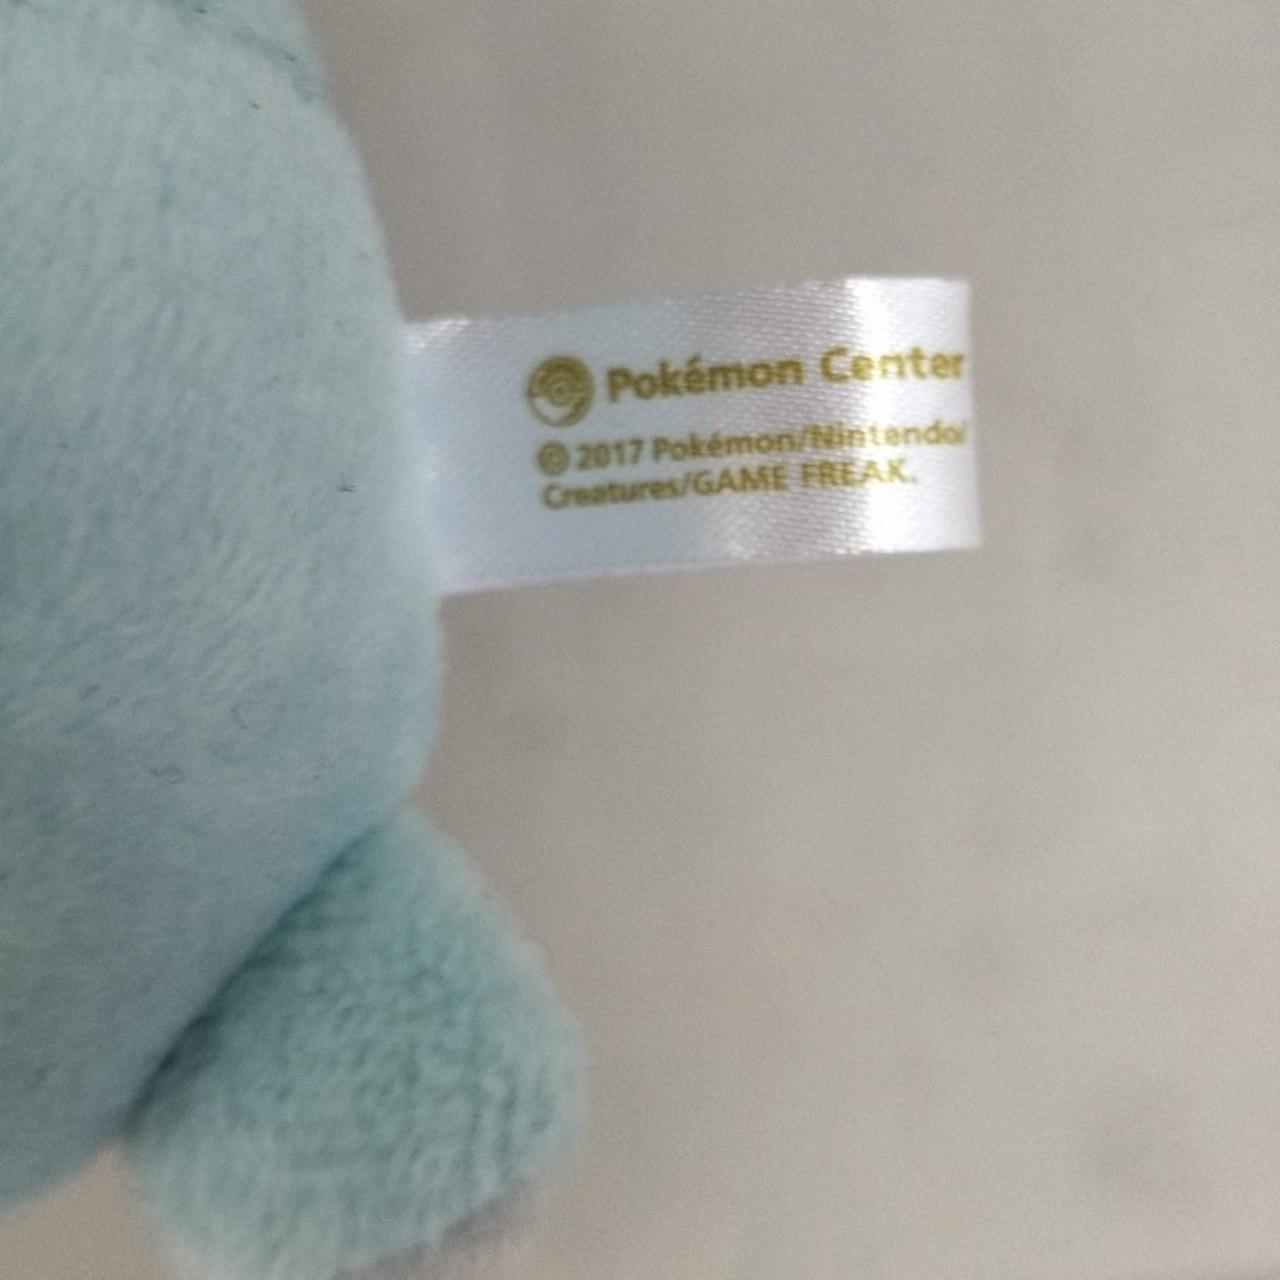 Pokémon Center
© 2017 Pokémon/Nintendo/
Creatures/GAME FREAK.